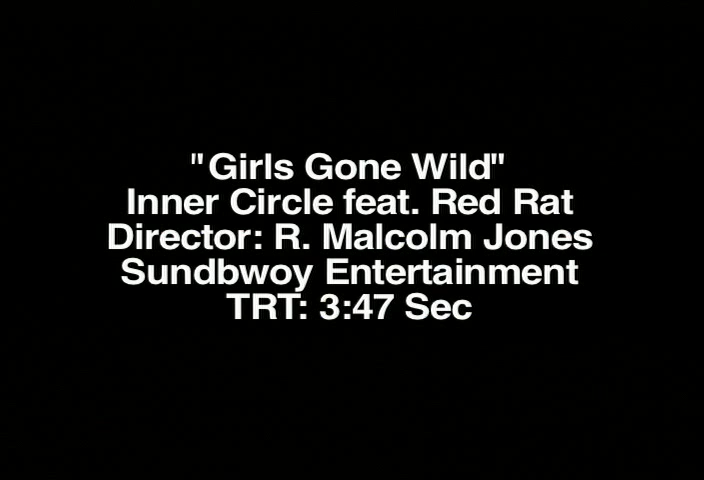 "Girls Gone Wild"
Inner Circle feat. Red Rat
Director: R. Malcolm Jones
Sundbwoy Entertainment
TRT: 3:47 Sec